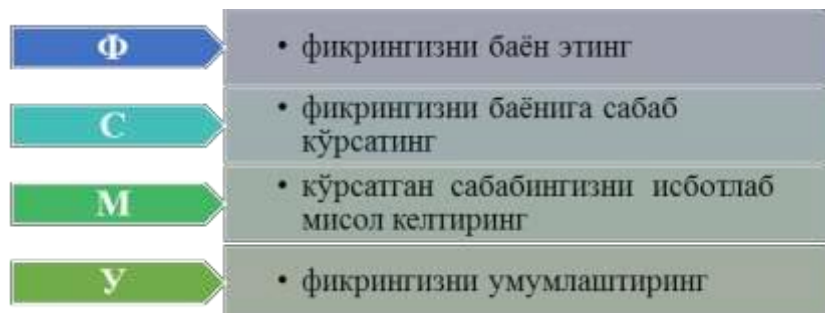 Ф
• фикрингизни баён этинг
С
• фикрингизни баёнига сабаб
кўрсатинг
М
• кўрсатган сабабингизни исботлаб
мисол келтиринг
У
• фикрингизни умумлаштиринг